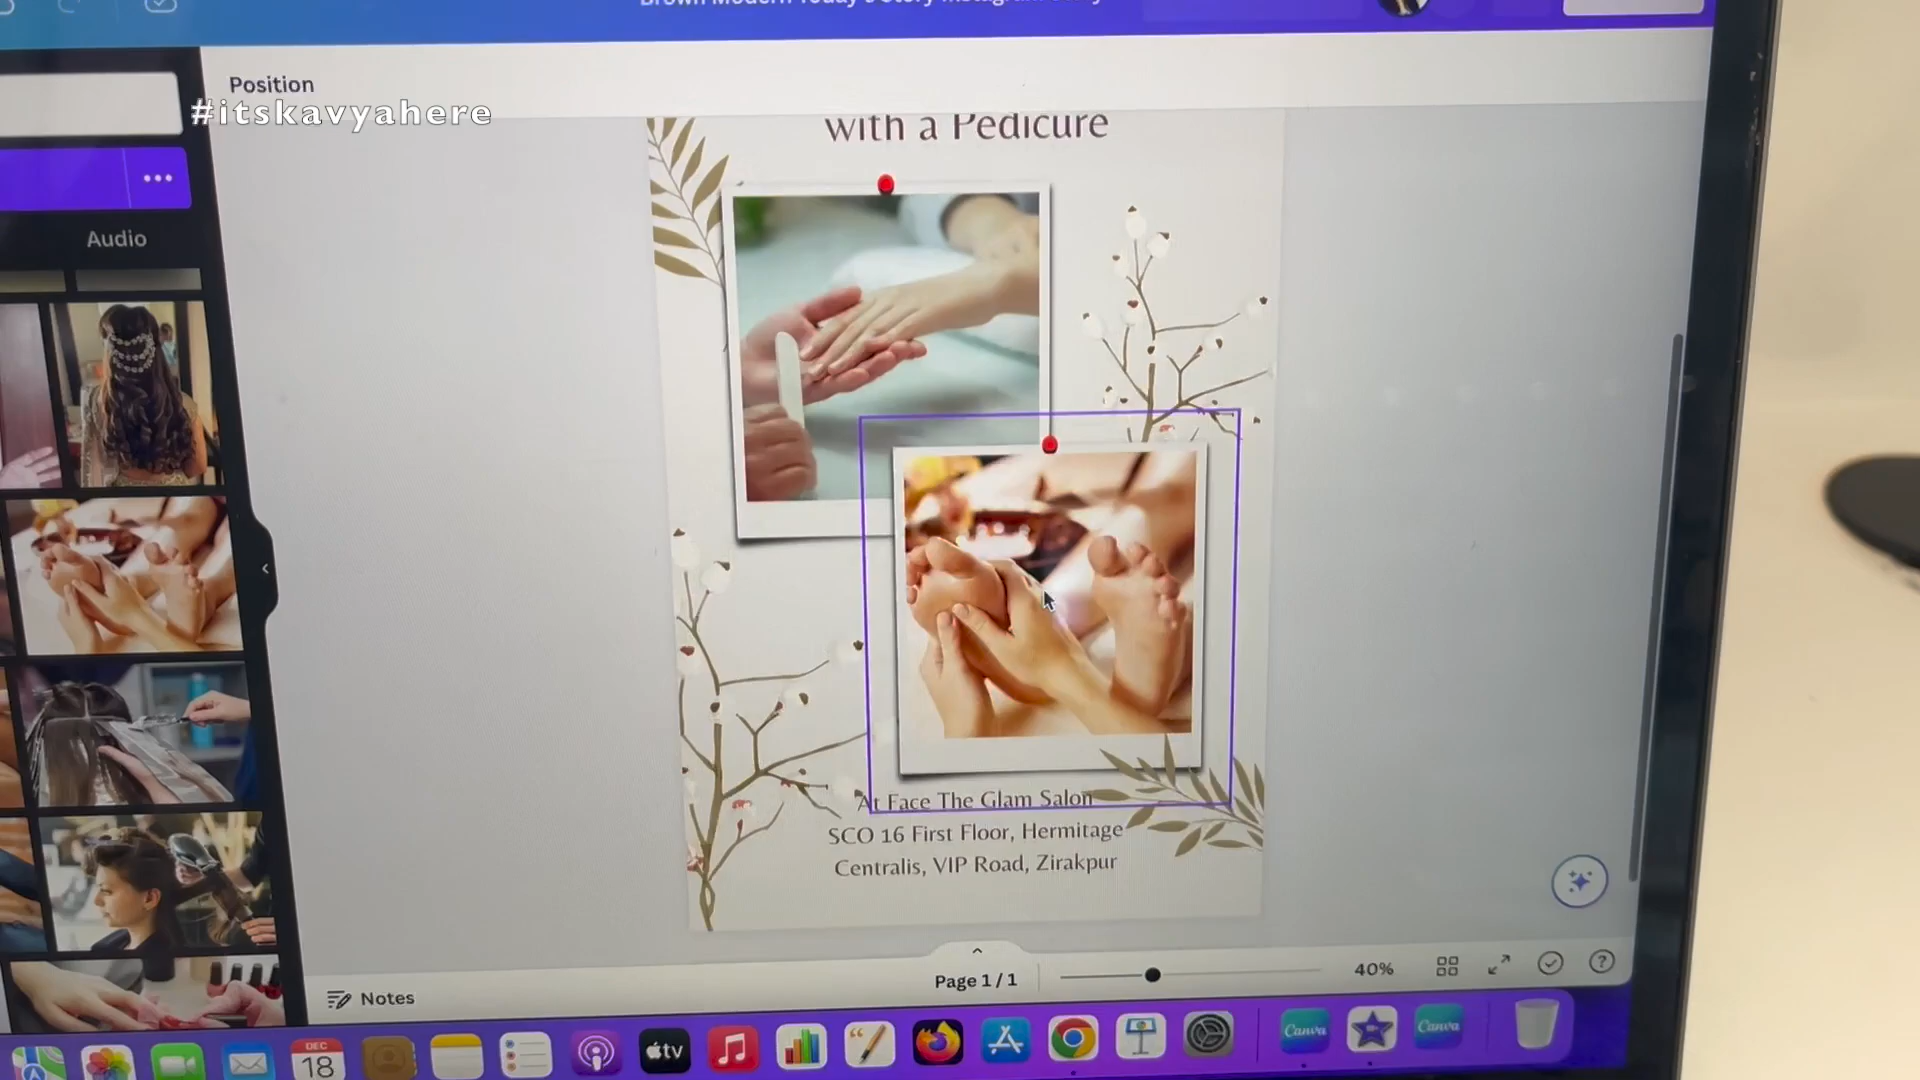 Position
#itskavyahere
with a Pedicure
Audio
At Face The Glam Salon
SCO 16 First Floor, Hermitage
Centralis, VIP Road, Zirakpur
Page 1 / 1
40%
Notes
DEC
18
tv
Canva
Canva